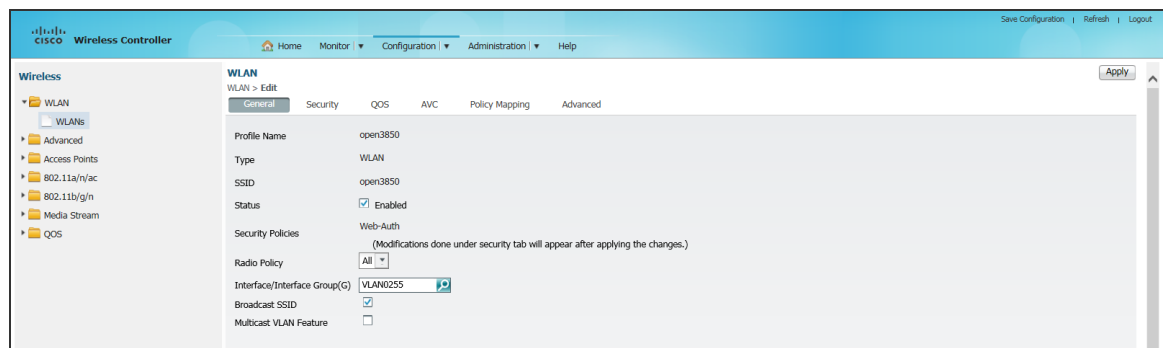 Save Configuration | Refresh | Logout
cisco Wireless Controller
Home Monitor | Configuration | Administration | Help
Wireless
WLAN
WLANs
Advanced
Access Points
802.11a/n/ac
802.11b/g/n
Media Stream
QOS
WLAN
Apply
WLAN > Edit
General Security QOS AVC Policy Mapping Advanced
Profile Name open3850
Type WLAN
SSID open3850
Status Enabled
Security Policies Web-Auth
(Modifications done under security tab will appear after applying the changes.)
Radio Policy All
Interface/Interface Group(G) VLAN0255
Broadcast SSID
Multicast VLAN Feature